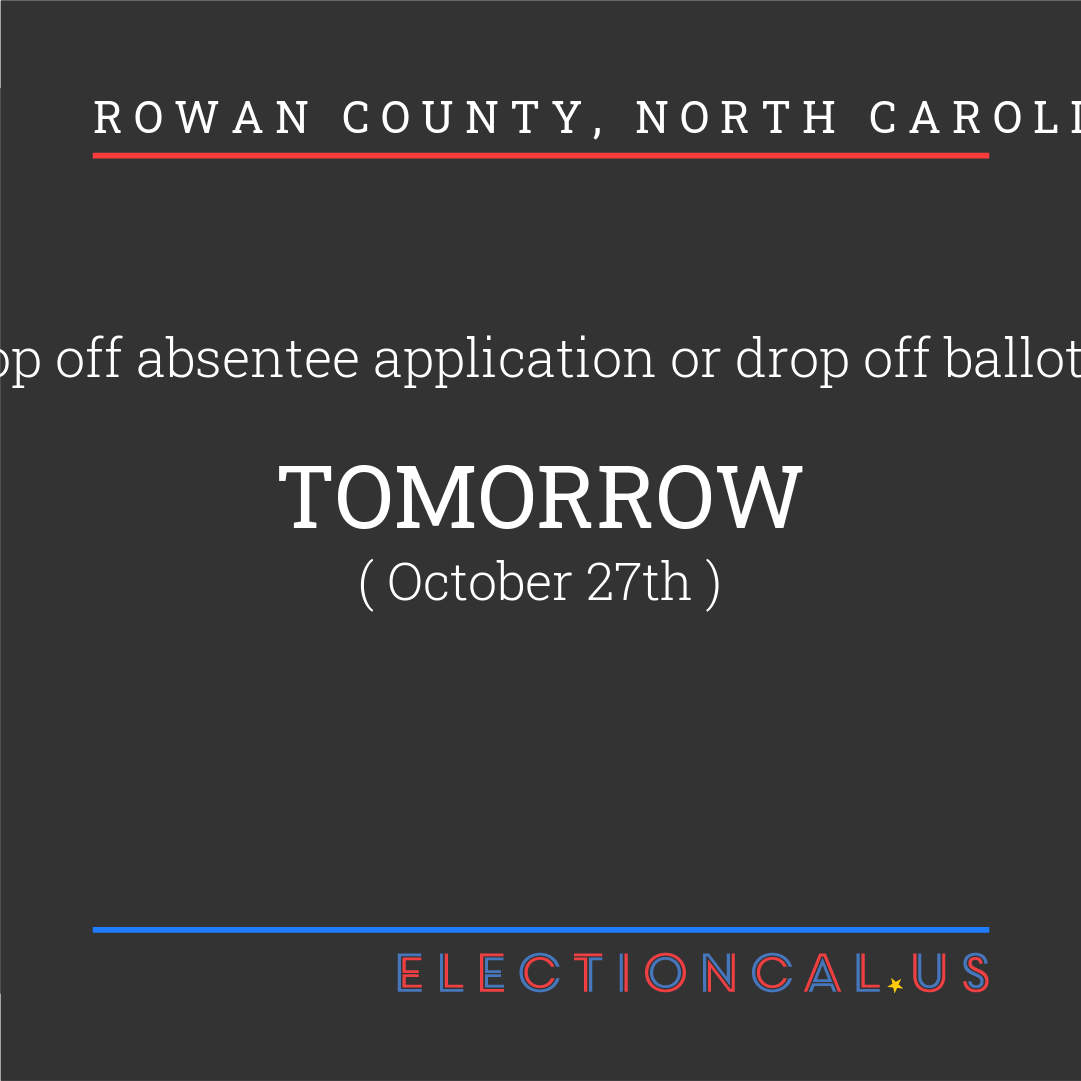 ROWAN COUNTY, NORTH CAROLI
op off absentee application or drop off ballot
TOMORROW
( October 27th )
ELECTIONCAL.US